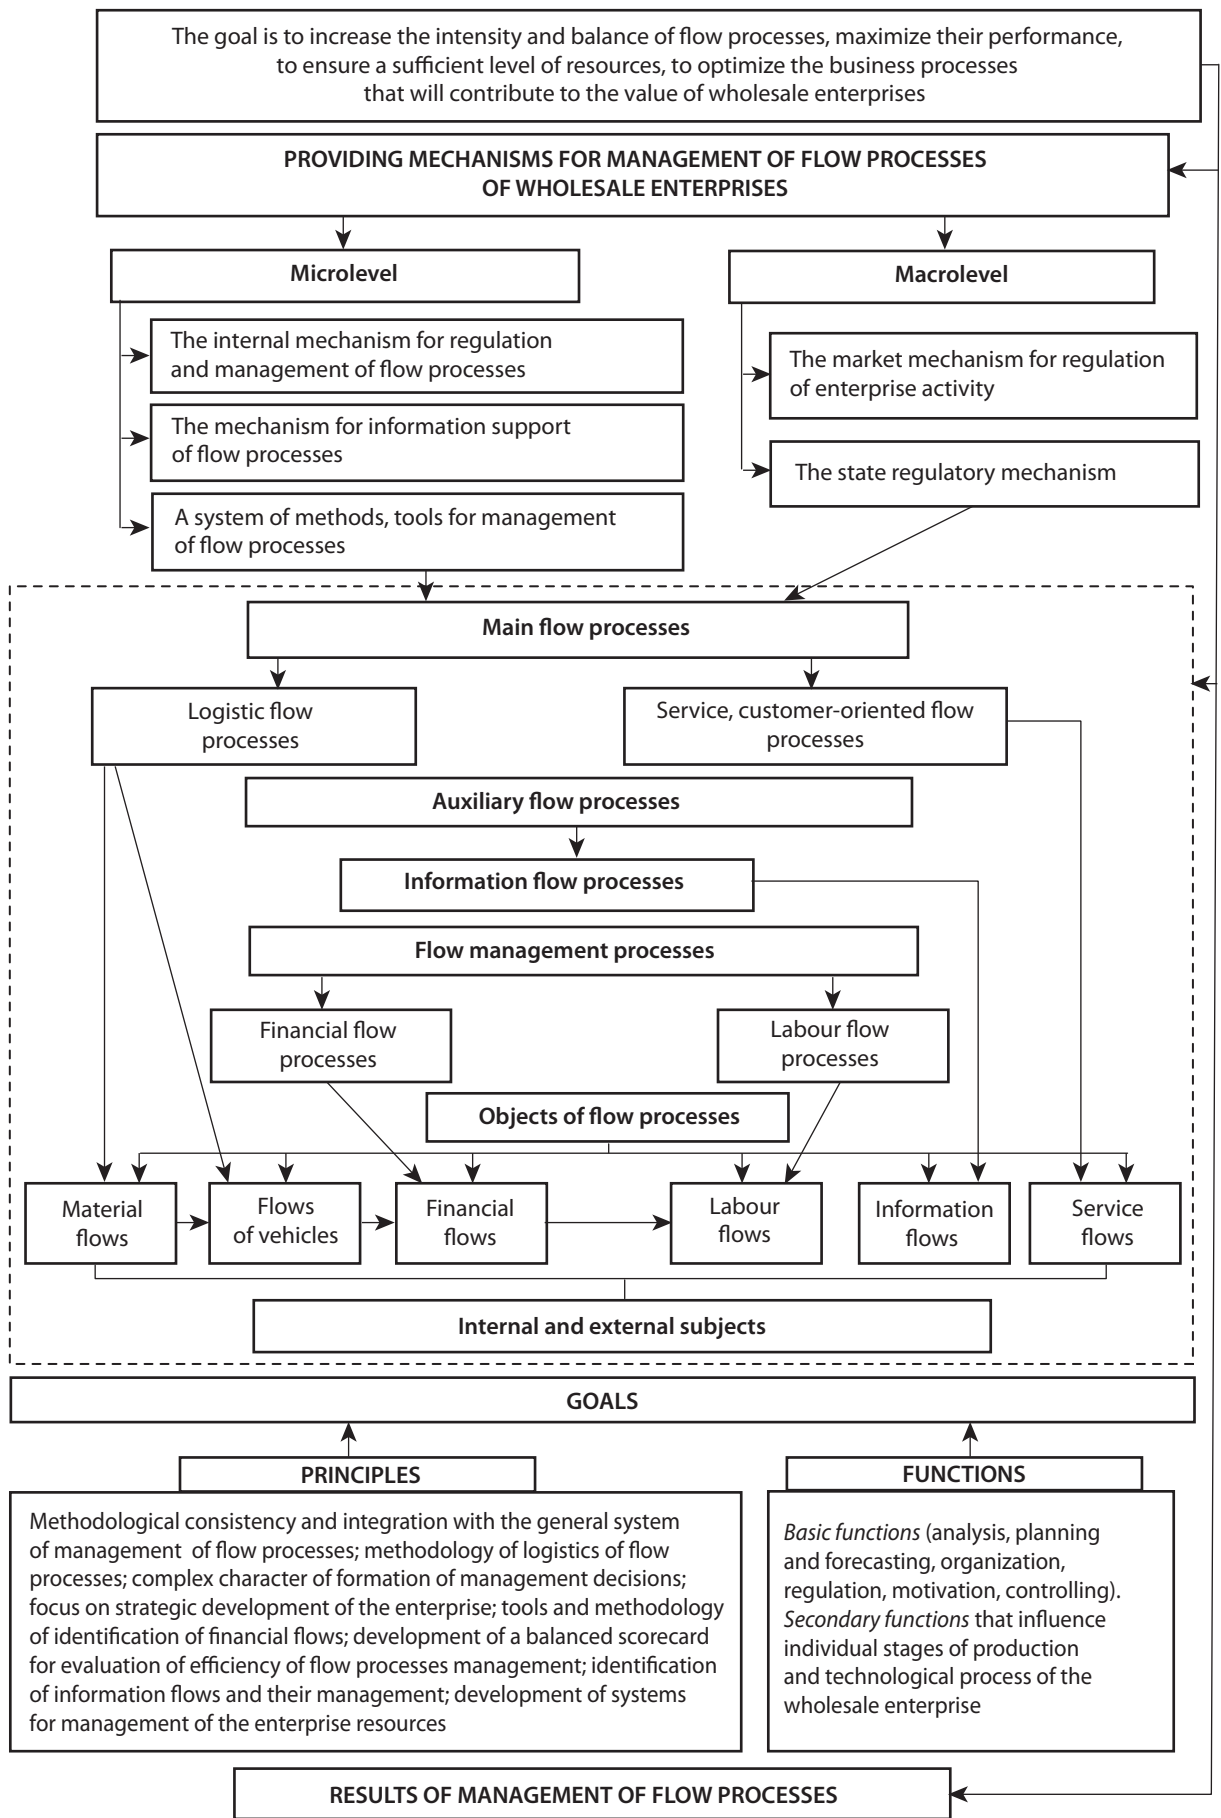 The goal is to increase the intensity and balance of flow processes, maximize their performance,
to ensure a sufficient level of resources, to optimize the business processes
that will contribute to the value of wholesale enterprises
PROVIDING MECHANISMS FOR MANAGEMENT OF FLOW PROCESSES
OF WHOLESALE ENTERPRISES
Microlevel
Macrolevel
The internal mechanism for regulation
and management of flow processes
The mechanism for information support
of flow processes
A system of methods, tools for management
of flow processes
The market mechanism for regulation
of enterprise activity
The state regulatory mechanism
Main flow processes
Logistic flow
processes
Service, customer-oriented flow
processes
Auxiliary flow processes
Information flow processes
Flow management processes
Financial flow
processes
Labour flow
processes
Objects of flow processes
Material
flows
Flows
of vehicles
Financial
flows
Labour
flows
Information
flows
Service
flows
Internal and external subjects
GOALS
PRINCIPLES
Methodological consistency and integration with the general system
of management of flow processes; methodology of logistics of flow
processes; complex character of formation of management decisions;
focus on strategic development of the enterprise; tools and methodology
of identification of financial flows; development of a balanced scorecard
for evaluation of efficiency of flow processes management; identification
of information flows and their management; development of systems
for management of the enterprise resources
FUNCTIONS
Basic functions (analysis, planning
and forecasting, organization,
regulation, motivation, controlling).
Secondary functions that influence
individual stages of production
and technological process of the
wholesale enterprise
RESULTS OF MANAGEMENT OF FLOW PROCESSES